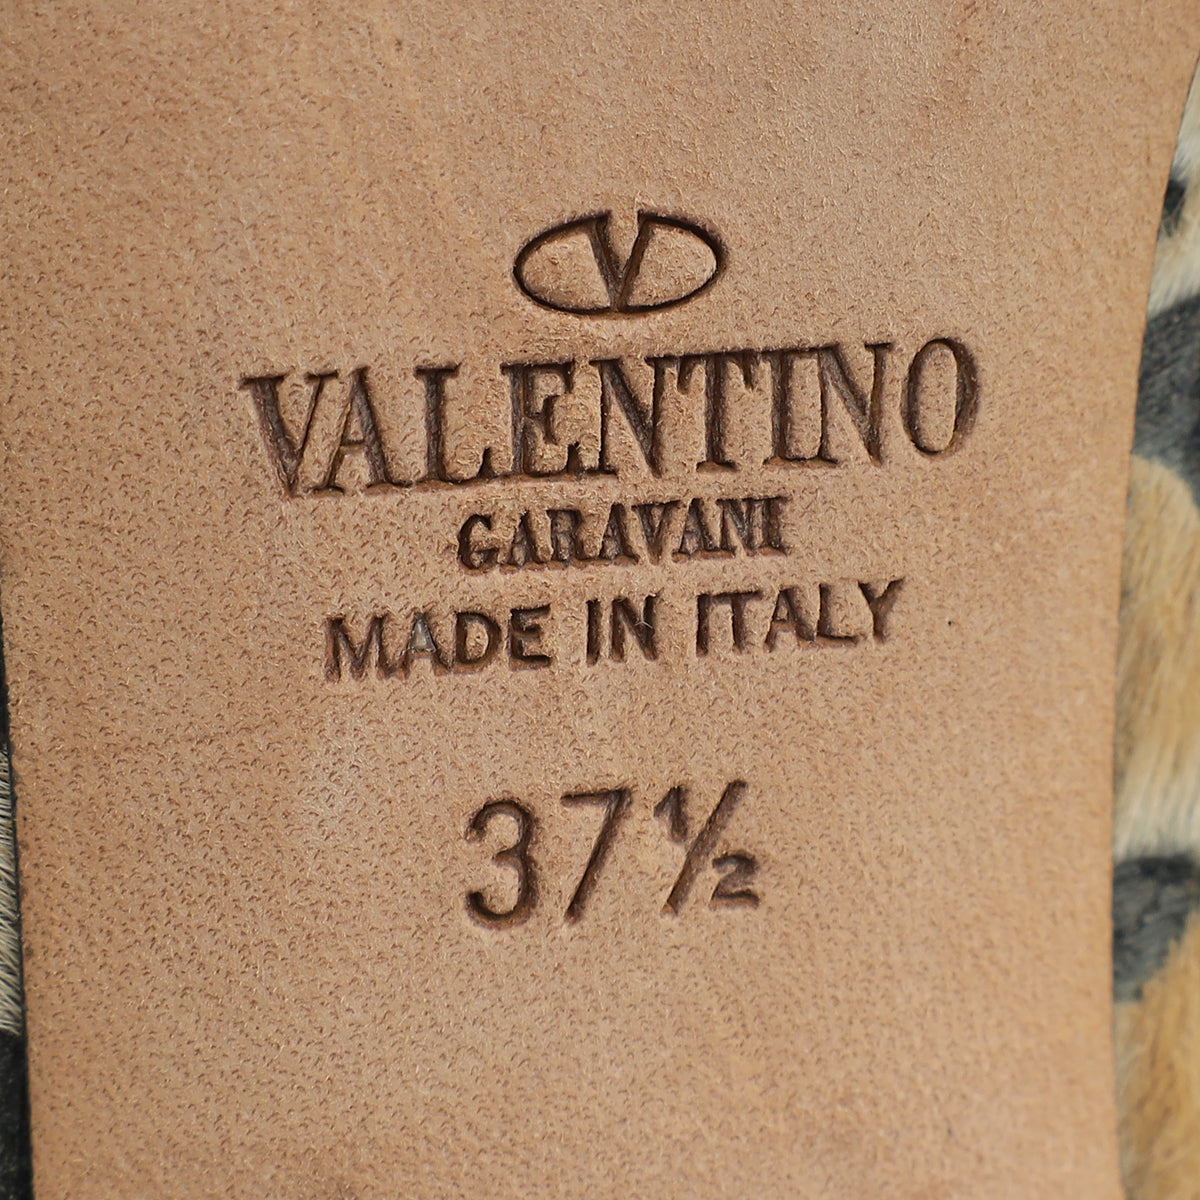 V
VALENTINO
GARAVANI
MADE IN ITALY
37½